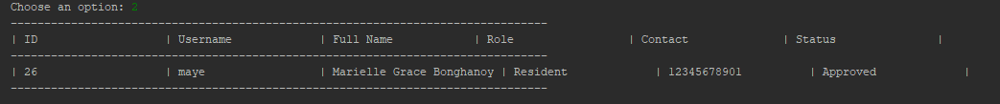 Choose an option: 2
--------------------------------------------------------------------------------
| ID                   | Username              | Full Name            | Role                  | Contact              | Status               |
--------------------------------------------------------------------------------
| 26                   | maye                  | Marielle Grace Bonghanoy | Resident              | 12345678901          | Approved              |
--------------------------------------------------------------------------------